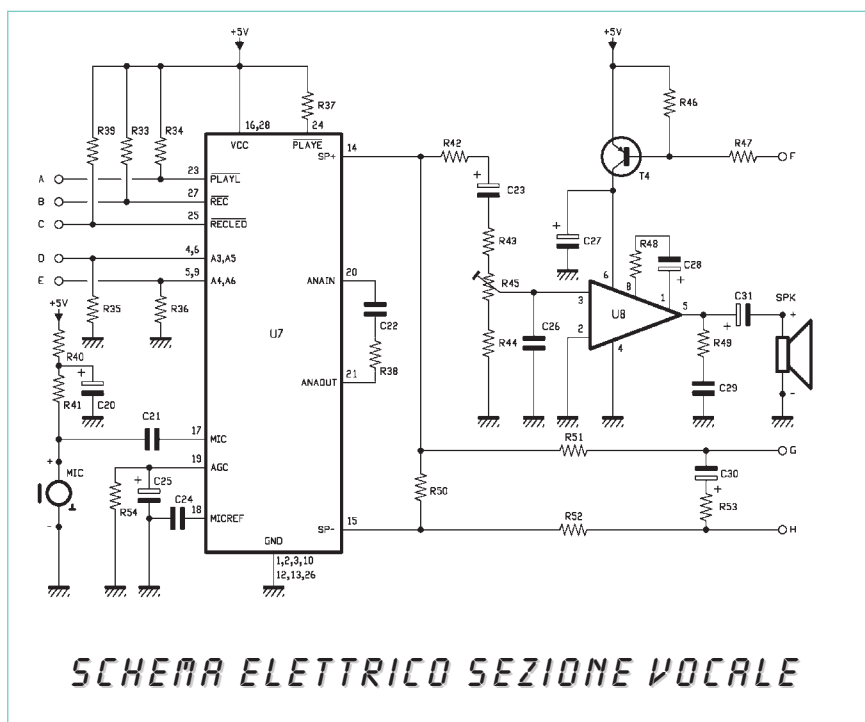 +5V
+5V
R39
R33
R34
R37
R46
16,28
24
VCC
PLAYE
SP+
14
R42
R47
F
T4
A
23
PLAYL
C23
B
27
REC
C
25
RECLED
R43
C27
R48
C28
D
4,6
A3,A5
E
5,9
A4,A6
ANAIN
20
R45
6
8
1
3
U8
5
C31
SPK
+5V
R35
R36
U7
C22
R44
C26
2
4
R49
+
-
R40
R41
C20
ANAOUT
21
R38
C29
C21
17
MIC
R51
G
19
AGC
MIC
+
-
C25
C24
18
MICREF
R54
R50
C30
R53
SP-
15
R52
H
GND
1,2,3,10
12,13,26
SCHEMA ELETTRICO SEZIONE VOCALE